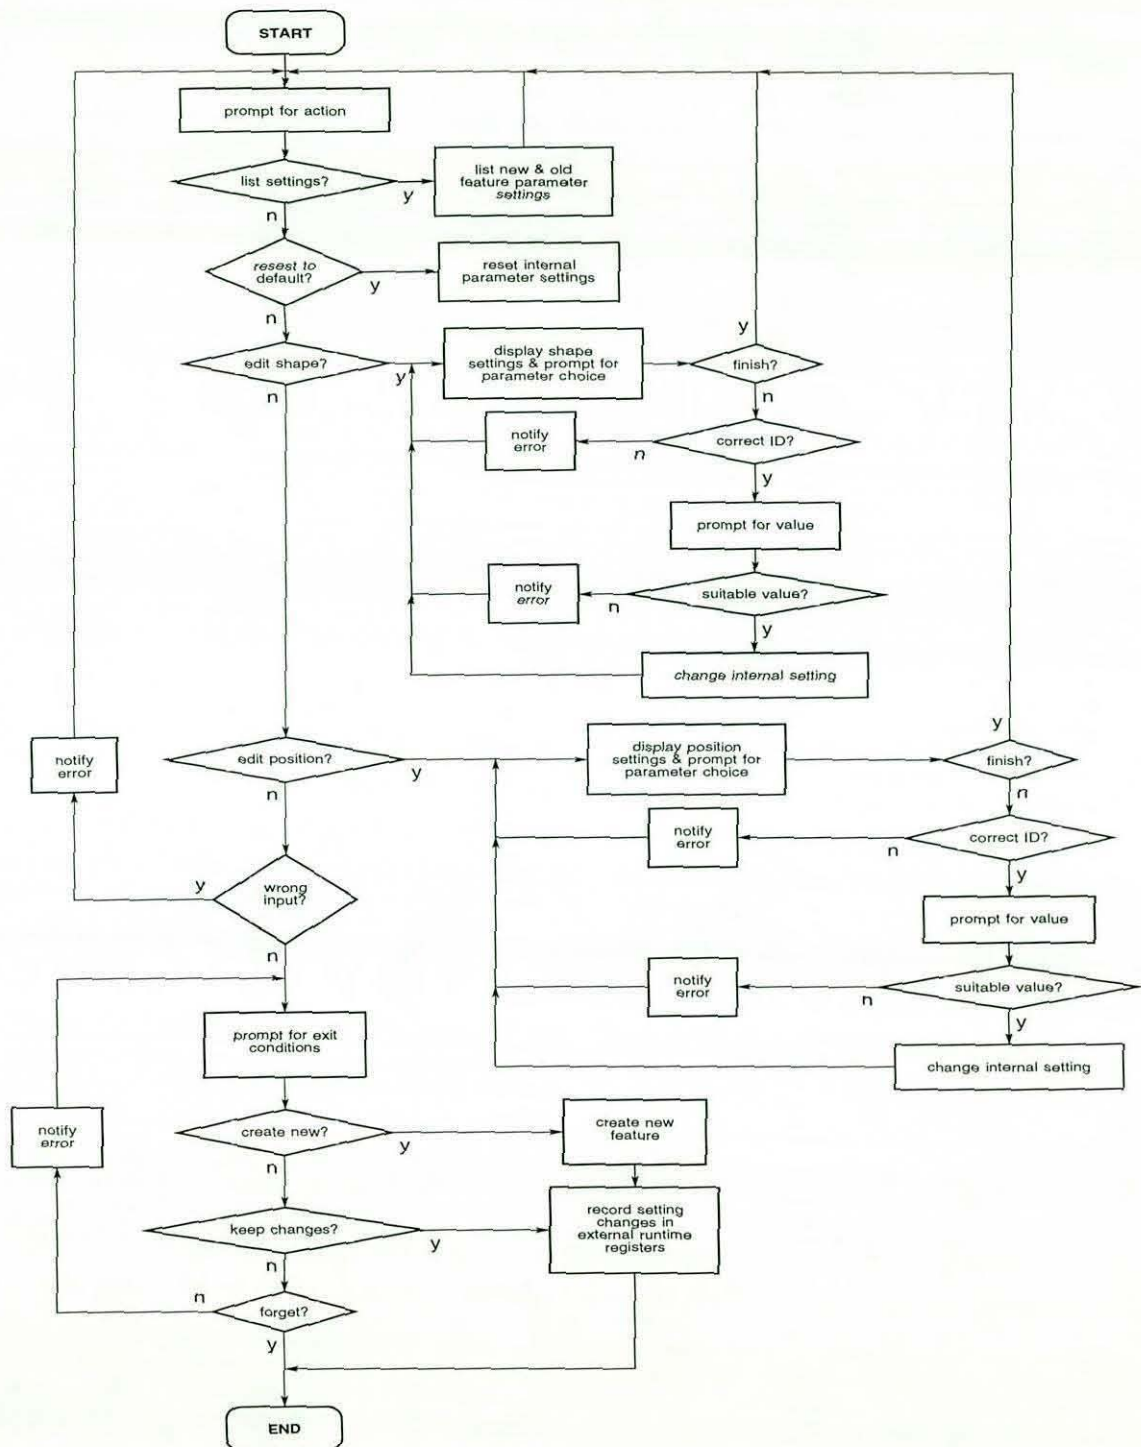 START
prompt for action
list settings?
y
list new & old
feature parameter
settings
n
resest to
default?
y
reset internal
parameter settings
n
edit shape?
y
display shape
settings & prompt for
parameter choice
y
finish?
n
n
correct ID?
n
notify
error
y
prompt for value
suitable value?
n
notify
error
y
change internal setting
edit position?
y
display position
settings & prompt for
parameter choice
y
finish?
n
correct ID?
n
notify
error
y
prompt for value
suitable value?
n
notify
error
y
change internal setting
n
wrong
input?
y
notify
error
n
prompt for exit
conditions
create new?
y
create new
feature
n
keep changes?
y
record setting
changes in
external runtime
registers
n
forget?
n
notify
error
y
END